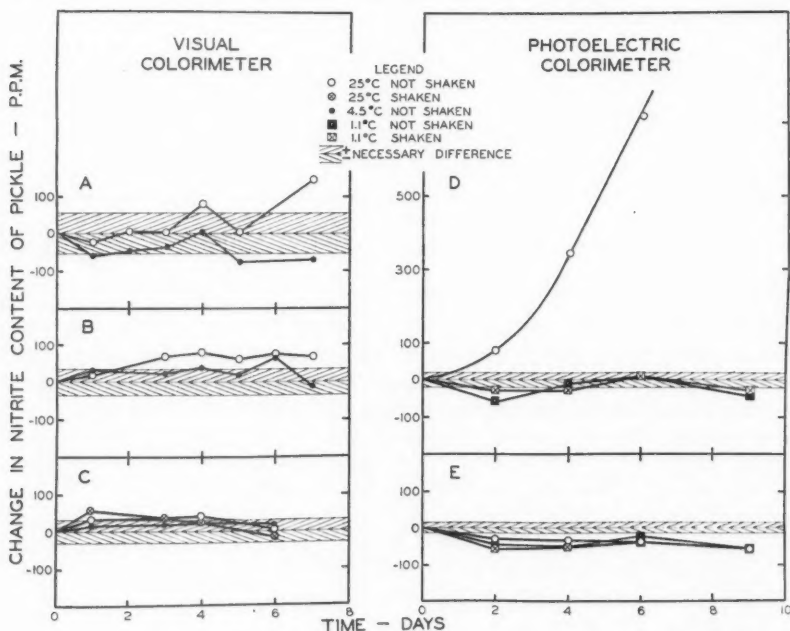 VISUAL
COLORIMETER
PHOTOELECTRIC
COLORIMETER
LEGEND
25°C NOT SHAKEN
25°C SHAKEN
4.5°C NOT SHAKEN
1.1°C NOT SHAKEN
1.1°C SHAKEN
± NECESSARY DIFFERENCE
CHANGE IN NITRITE CONTENT OF PICKLE — P.P.M.
A
100
0
-100
B
100
0
-100
C
100
0
-100
0 2 4 6 8
D
500
300
100
0
-100
E
100
0
-100
0 2 4 6 8 10
TIME — DAYS